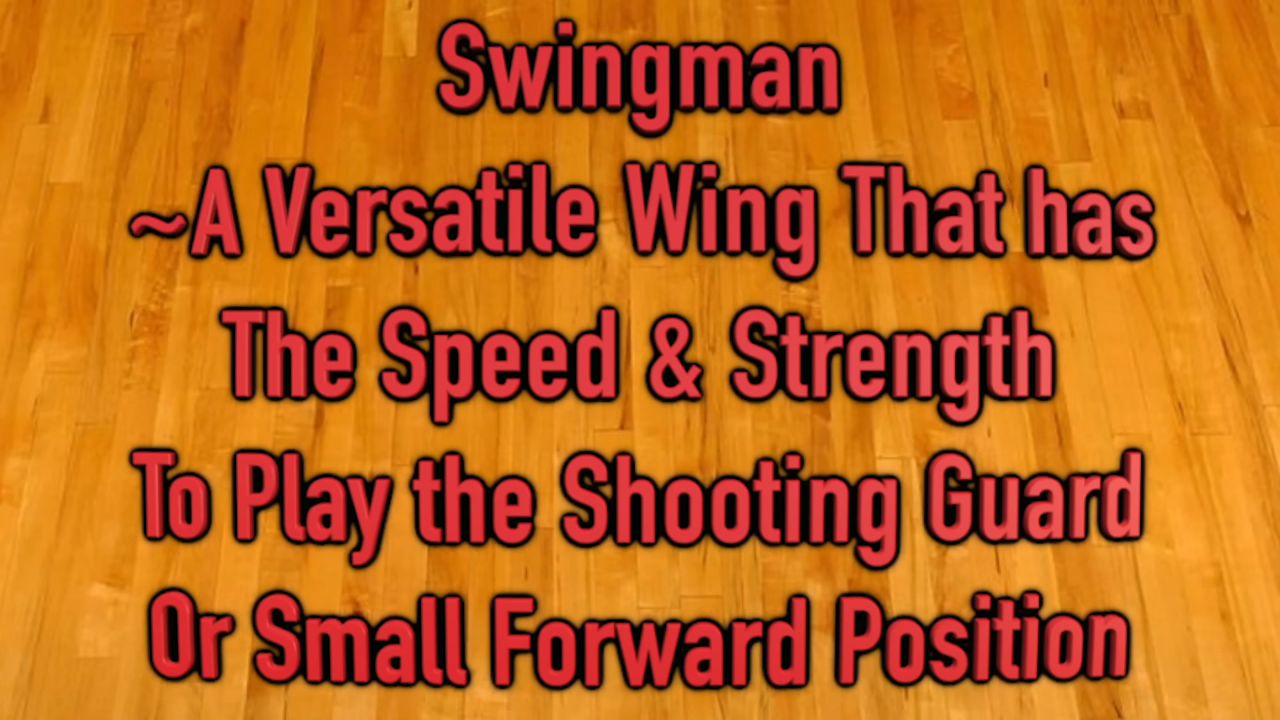 Swingman
~A Versatile Wing That has
The Speed & Strength
To Play the Shooting Guard
Or Small Forward Position